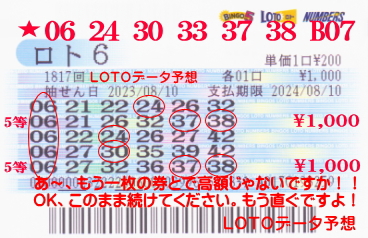 BINGO5 LOTO NUMBERS
★06 24 30 33 37 38 B07
ロト6 単価1口¥200
1817回 LOTOデータ予想 各01口 ¥1,000
抽せん日 2023/08/10 支払期限 2024/08/10
06 21 22 24 26 32
5等 06 21 26 32 37 38 ¥1,000
06 22 24 26 27 42
06 27 30 33 39 42
5等 06 27 32 36 37 38 ¥1,000
あ〜、もう一枚の券とで高額じゃないですか！！
OK、このまま続けてください。もう直ぐですよ！
LOTOデータ予想